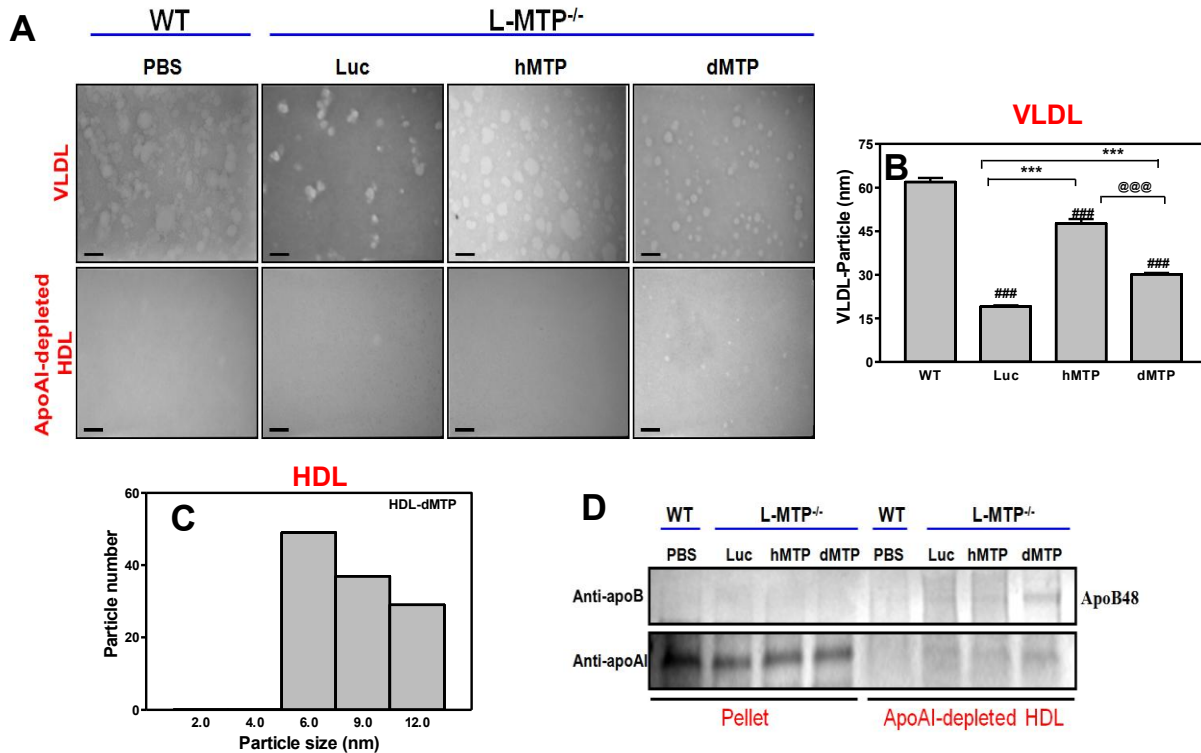 A
WT
L-MTP-/-
PBS
Luc
hMTP
dMTP
VLDL
ApoAI-depleted
HDL
VLDL
B
VLDL-Particle (nm)
75
60
45
30
15
0
***
***
@@@
###
###
###
WT
Luc
hMTP
dMTP
HDL
C
HDL-dMTP
Particle number
60
40
20
0
2.0
4.0
6.0
9.0
12.0
Particle size (nm)
D
WT
L-MTP-/-
WT
L-MTP-/-
PBS
Luc
hMTP
dMTP
PBS
Luc
hMTP
dMTP
Anti-apoB
ApoB48
Anti-apoAI
Pellet
ApoAI-depleted HDL